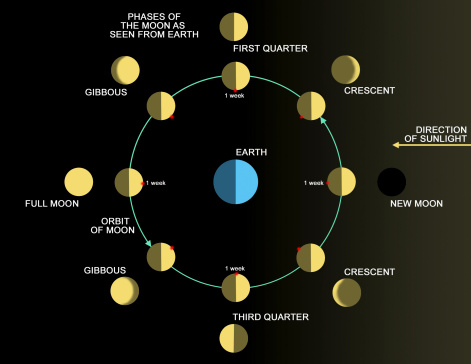 PHASES OF
THE MOON AS
SEEN FROM EARTH
FIRST QUARTER
GIBBOUS
CRESCENT
1 week
DIRECTION
OF SUNLIGHT
EARTH
1 week
1 week
FULL MOON
NEW MOON
ORBIT
OF MOON
GIBBOUS
1 week
CRESCENT
THIRD QUARTER